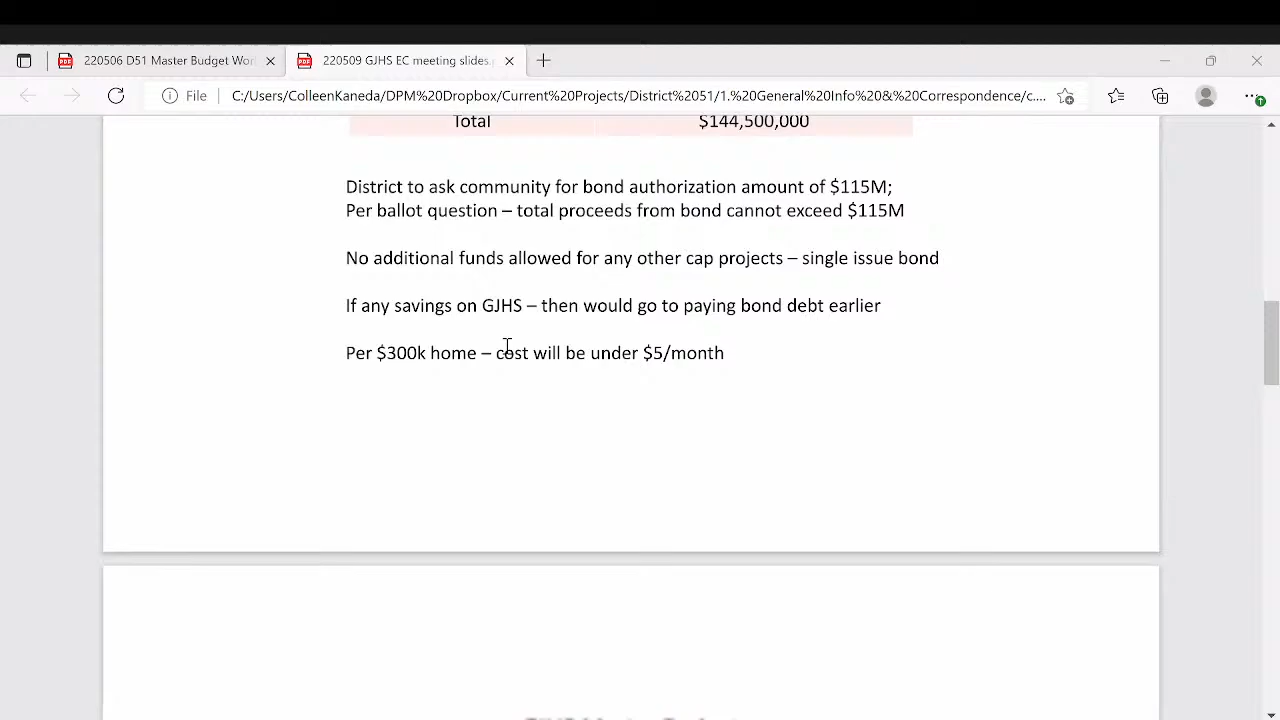 220506 D51 Master Budget Wor
220509 GJHS EC meeting slides.
File
C:/Users/ColleenKaneda/DPM%20Dropbox/Current%20Projects/District%2051/1.%20General%20Info%20&%20Correspondence/c....
Total $144,500,000
District to ask community for bond authorization amount of $115M;
Per ballot question – total proceeds from bond cannot exceed $115M
No additional funds allowed for any other cap projects – single issue bond
If any savings on GJHS – then would go to paying bond debt earlier
Per $300k home – cost will be under $5/month